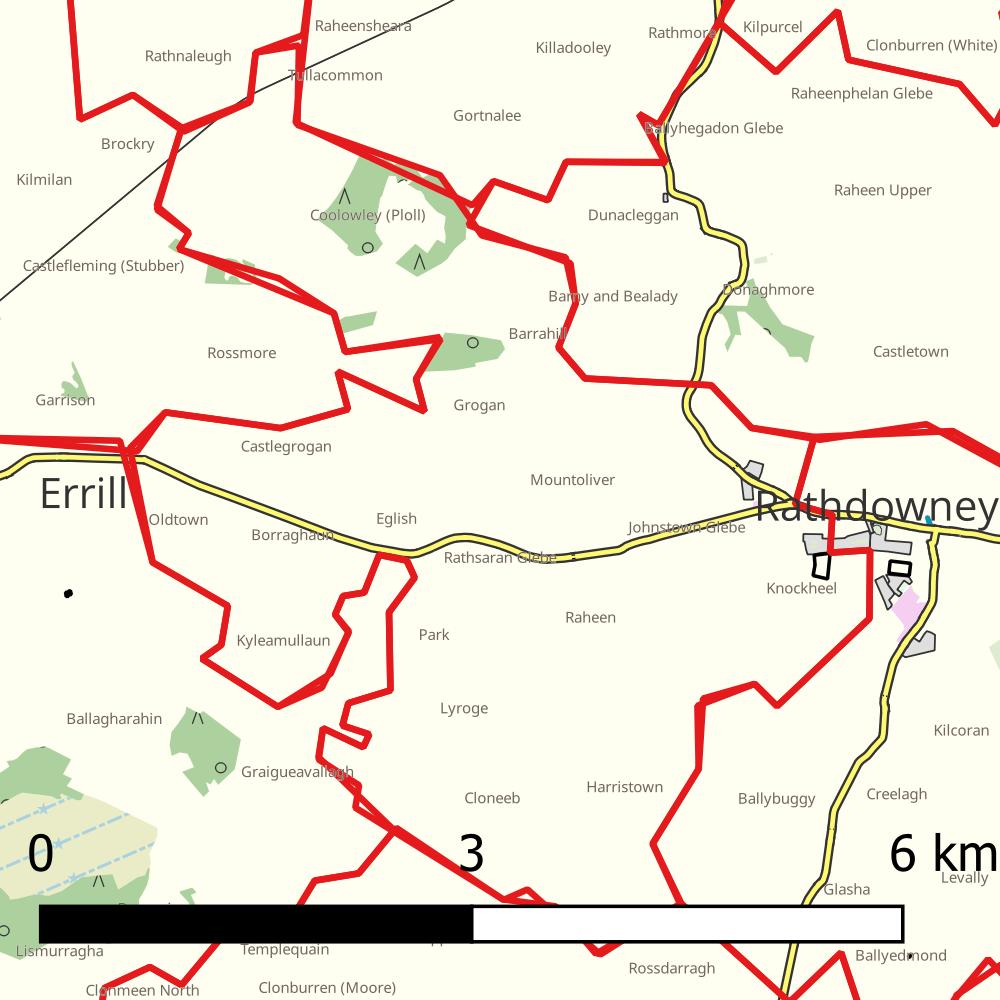 Raheensheara
Kilpurcel
Rathmore
Killadooley
Clonburren (White)
Rathnaleugh
Tullacommon
Raheenphelan Glebe
Gortnalee
Ballyhegadon Glebe
Brockry
Kilmilan
Raheen Upper
Coolowley (Ploll)
Dunacleggan
Castlefleming (Stubber)
Donaghmore
Barny and Bealady
Barrahill
Rossmore
Castletown
Garrison
Grogan
Castlegrogan
Mountoliver
Errill
Rathdowney
Oldtown
Eglish
Johnstown Glebe
Borraghaun
Rathsaran Glebe
Knockheel
Raheen
Park
Kyleamullaun
Lyroge
Ballagharahin
Kilcoran
Graigueavallagh
Harristown
Cloneeb
Ballybuggy
Creelagh
0 3 6 km
Levally
Glasha
Lismurragha
Templequain
Ballyedmond
Rossdarragh
Clonmeen North
Clonburren (Moore)